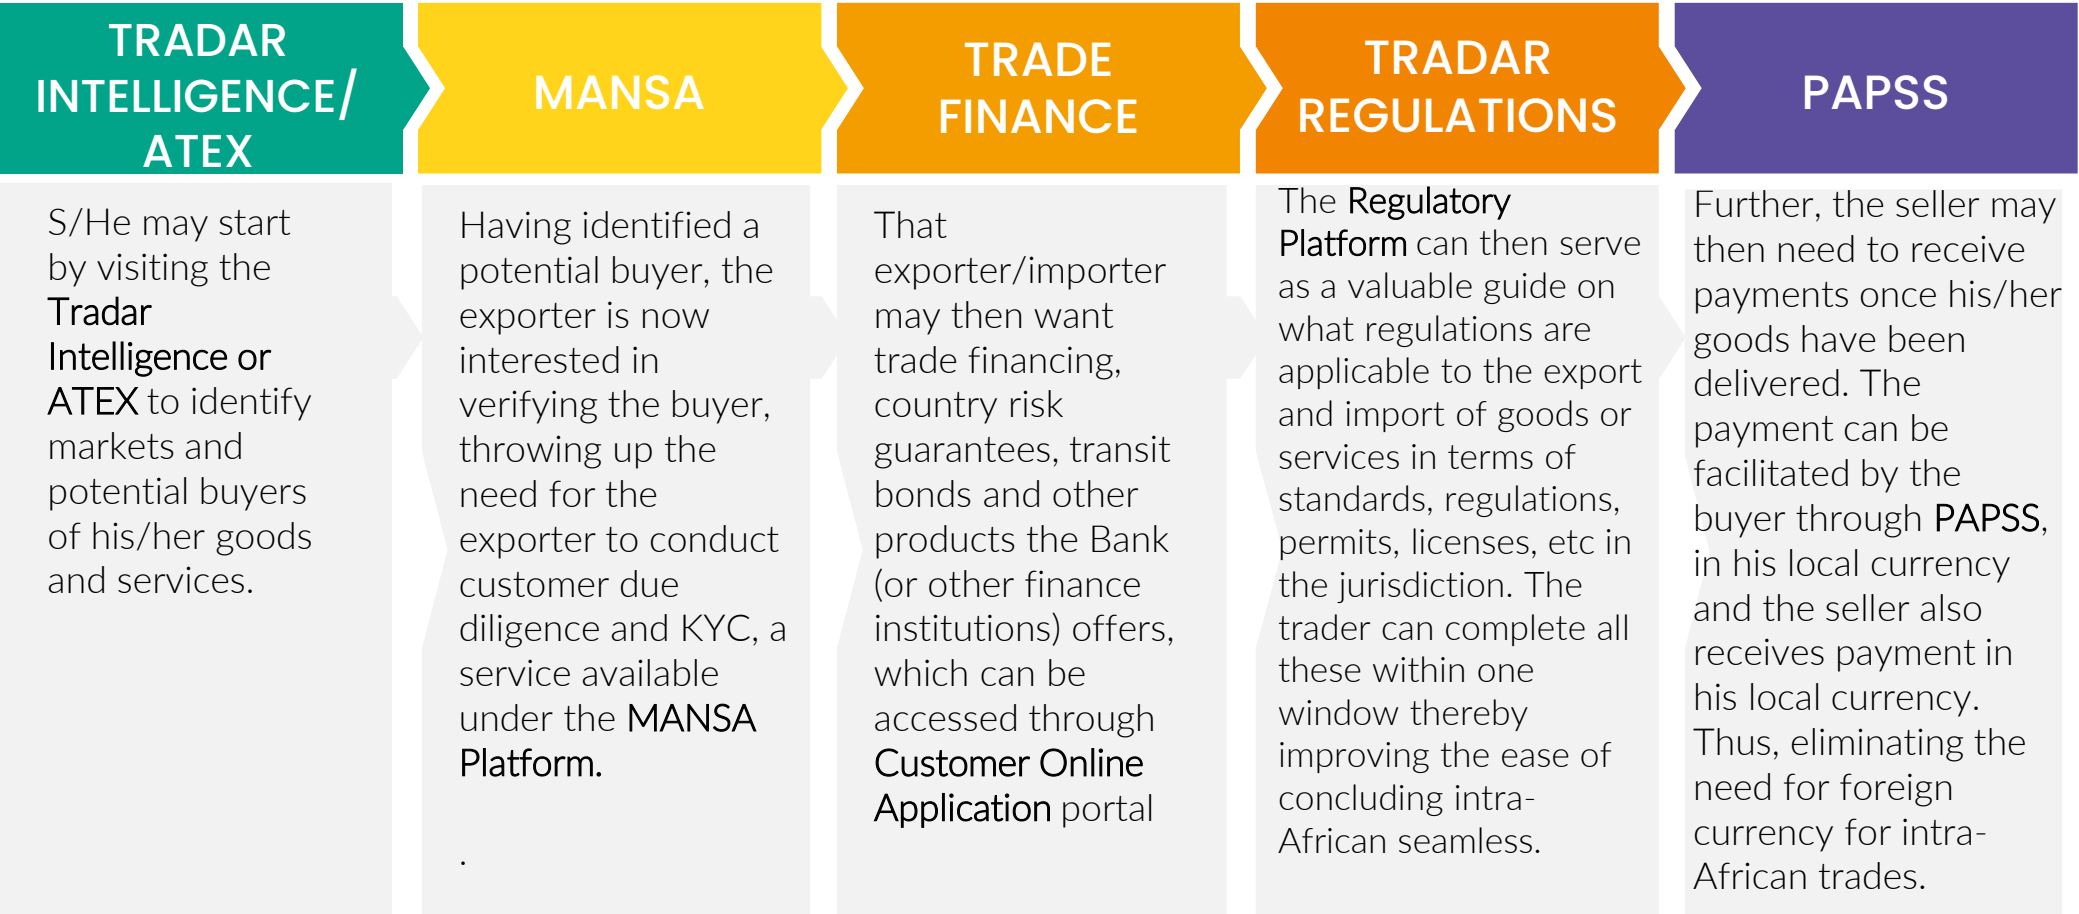 TRADAR
INTELLIGENCE/
ATEX
MANSA
TRADE
FINANCE
TRADAR
REGULATIONS
PAPSS
S/He may start
by visiting the
Tradar
Intelligence or
ATEX to identify
markets and
potential buyers
of his/her goods
and services.
Having identified a
potential buyer, the
exporter is now
interested in
verifying the buyer,
throwing up the
need for the
exporter to conduct
customer due
diligence and KYC, a
service available
under the MANSA
Platform.
.
That
exporter/importer
may then want
trade financing,
country risk
guarantees, transit
bonds and other
products the Bank
(or other finance
institutions) offers,
which can be
accessed through
Customer Online
Application portal
The Regulatory
Platform can then serve
as a valuable guide on
what regulations are
applicable to the export
and import of goods or
services in terms of
standards, regulations,
permits, licenses, etc in
the jurisdiction. The
trader can complete all
these within one
window thereby
improving the ease of
concluding intra-
African seamless.
Further, the seller may
then need to receive
payments once his/her
goods have been
delivered. The
payment can be
facilitated by the
buyer through PAPSS,
in his local currency
and the seller also
receives payment in
his local currency.
Thus, eliminating the
need for foreign
currency for intra-
African trades.